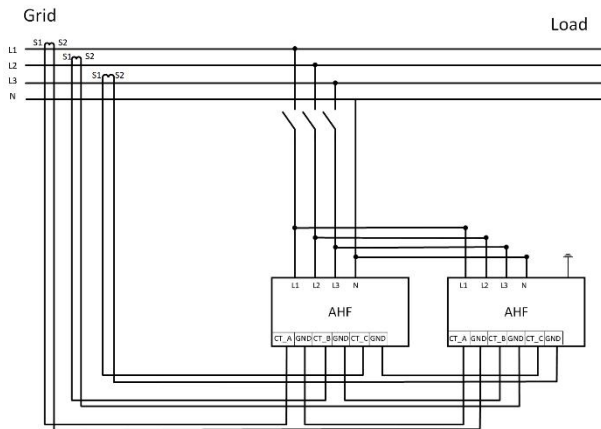 Grid
Load
S1 S2
L1
S1 S2
L2
S1 S2
L3
N
L1 L2 L3 N
L1 L2 L3 N
AHF
AHF
CT_A GND CT_B GND CT_C GND
CT_A GND CT_B GND CT_C GND